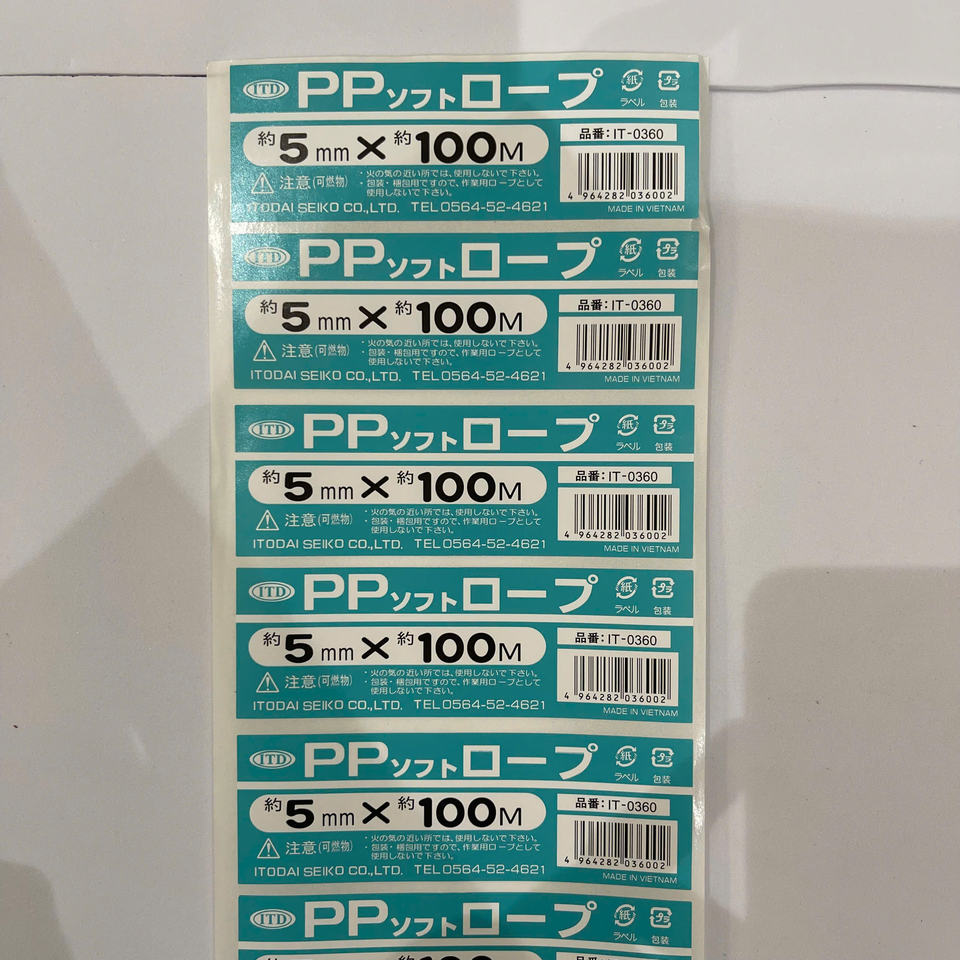 ITD PPソフトロープ 紙 ラベル プラ 包装
約5mm×約100M
品番:IT-0360
注意(可燃物)
・火の気の近い所では、使用しないで下さい。
・包装・梱包用ですので、作業用ロープとして
使用しないで下さい。
4 964282 036002
ITODAI SEIKO CO.,LTD. TEL0564-52-4621
MADE IN VIETNAM
ITD PPソフトロープ 紙 ラベル プラ 包装
約5mm×約100M
品番:IT-0360
注意(可燃物)
・火の気の近い所では、使用しないで下さい。
・包装・梱包用ですので、作業用ロープとして
使用しないで下さい。
4 964282 036002
ITODAI SEIKO CO.,LTD. TEL0564-52-4621
MADE IN VIETNAM
ITD PPソフトロープ 紙 ラベル プラ 包装
約5mm×約100M
品番:IT-0360
注意(可燃物)
・火の気の近い所では、使用しないで下さい。
・包装・梱包用ですので、作業用ロープとして
使用しないで下さい。
4 964282 036002
ITODAI SEIKO CO.,LTD. TEL0564-52-4621
MADE IN VIETNAM
ITD PPソフトロープ 紙 ラベル プラ 包装
約5mm×約100M
品番:IT-0360
注意(可燃物)
・火の気の近い所では、使用しないで下さい。
・包装・梱包用ですので、作業用ロープとして
使用しないで下さい。
4 964282 036002
ITODAI SEIKO CO.,LTD. TEL0564-52-4621
MADE IN VIETNAM
ITD PPソフトロープ 紙 ラベル プラ 包装
約5mm×約100M
品番:IT-0360
注意(可燃物)
・火の気の近い所では、使用しないで下さい。
・包装・梱包用ですので、作業用ロープとして
使用しないで下さい。
4 964282 036002
ITODAI SEIKO CO.,LTD. TEL0564-52-4621
MADE IN VIETNAM
ITD PPソフトロープ 紙 ラベル プラ 包装